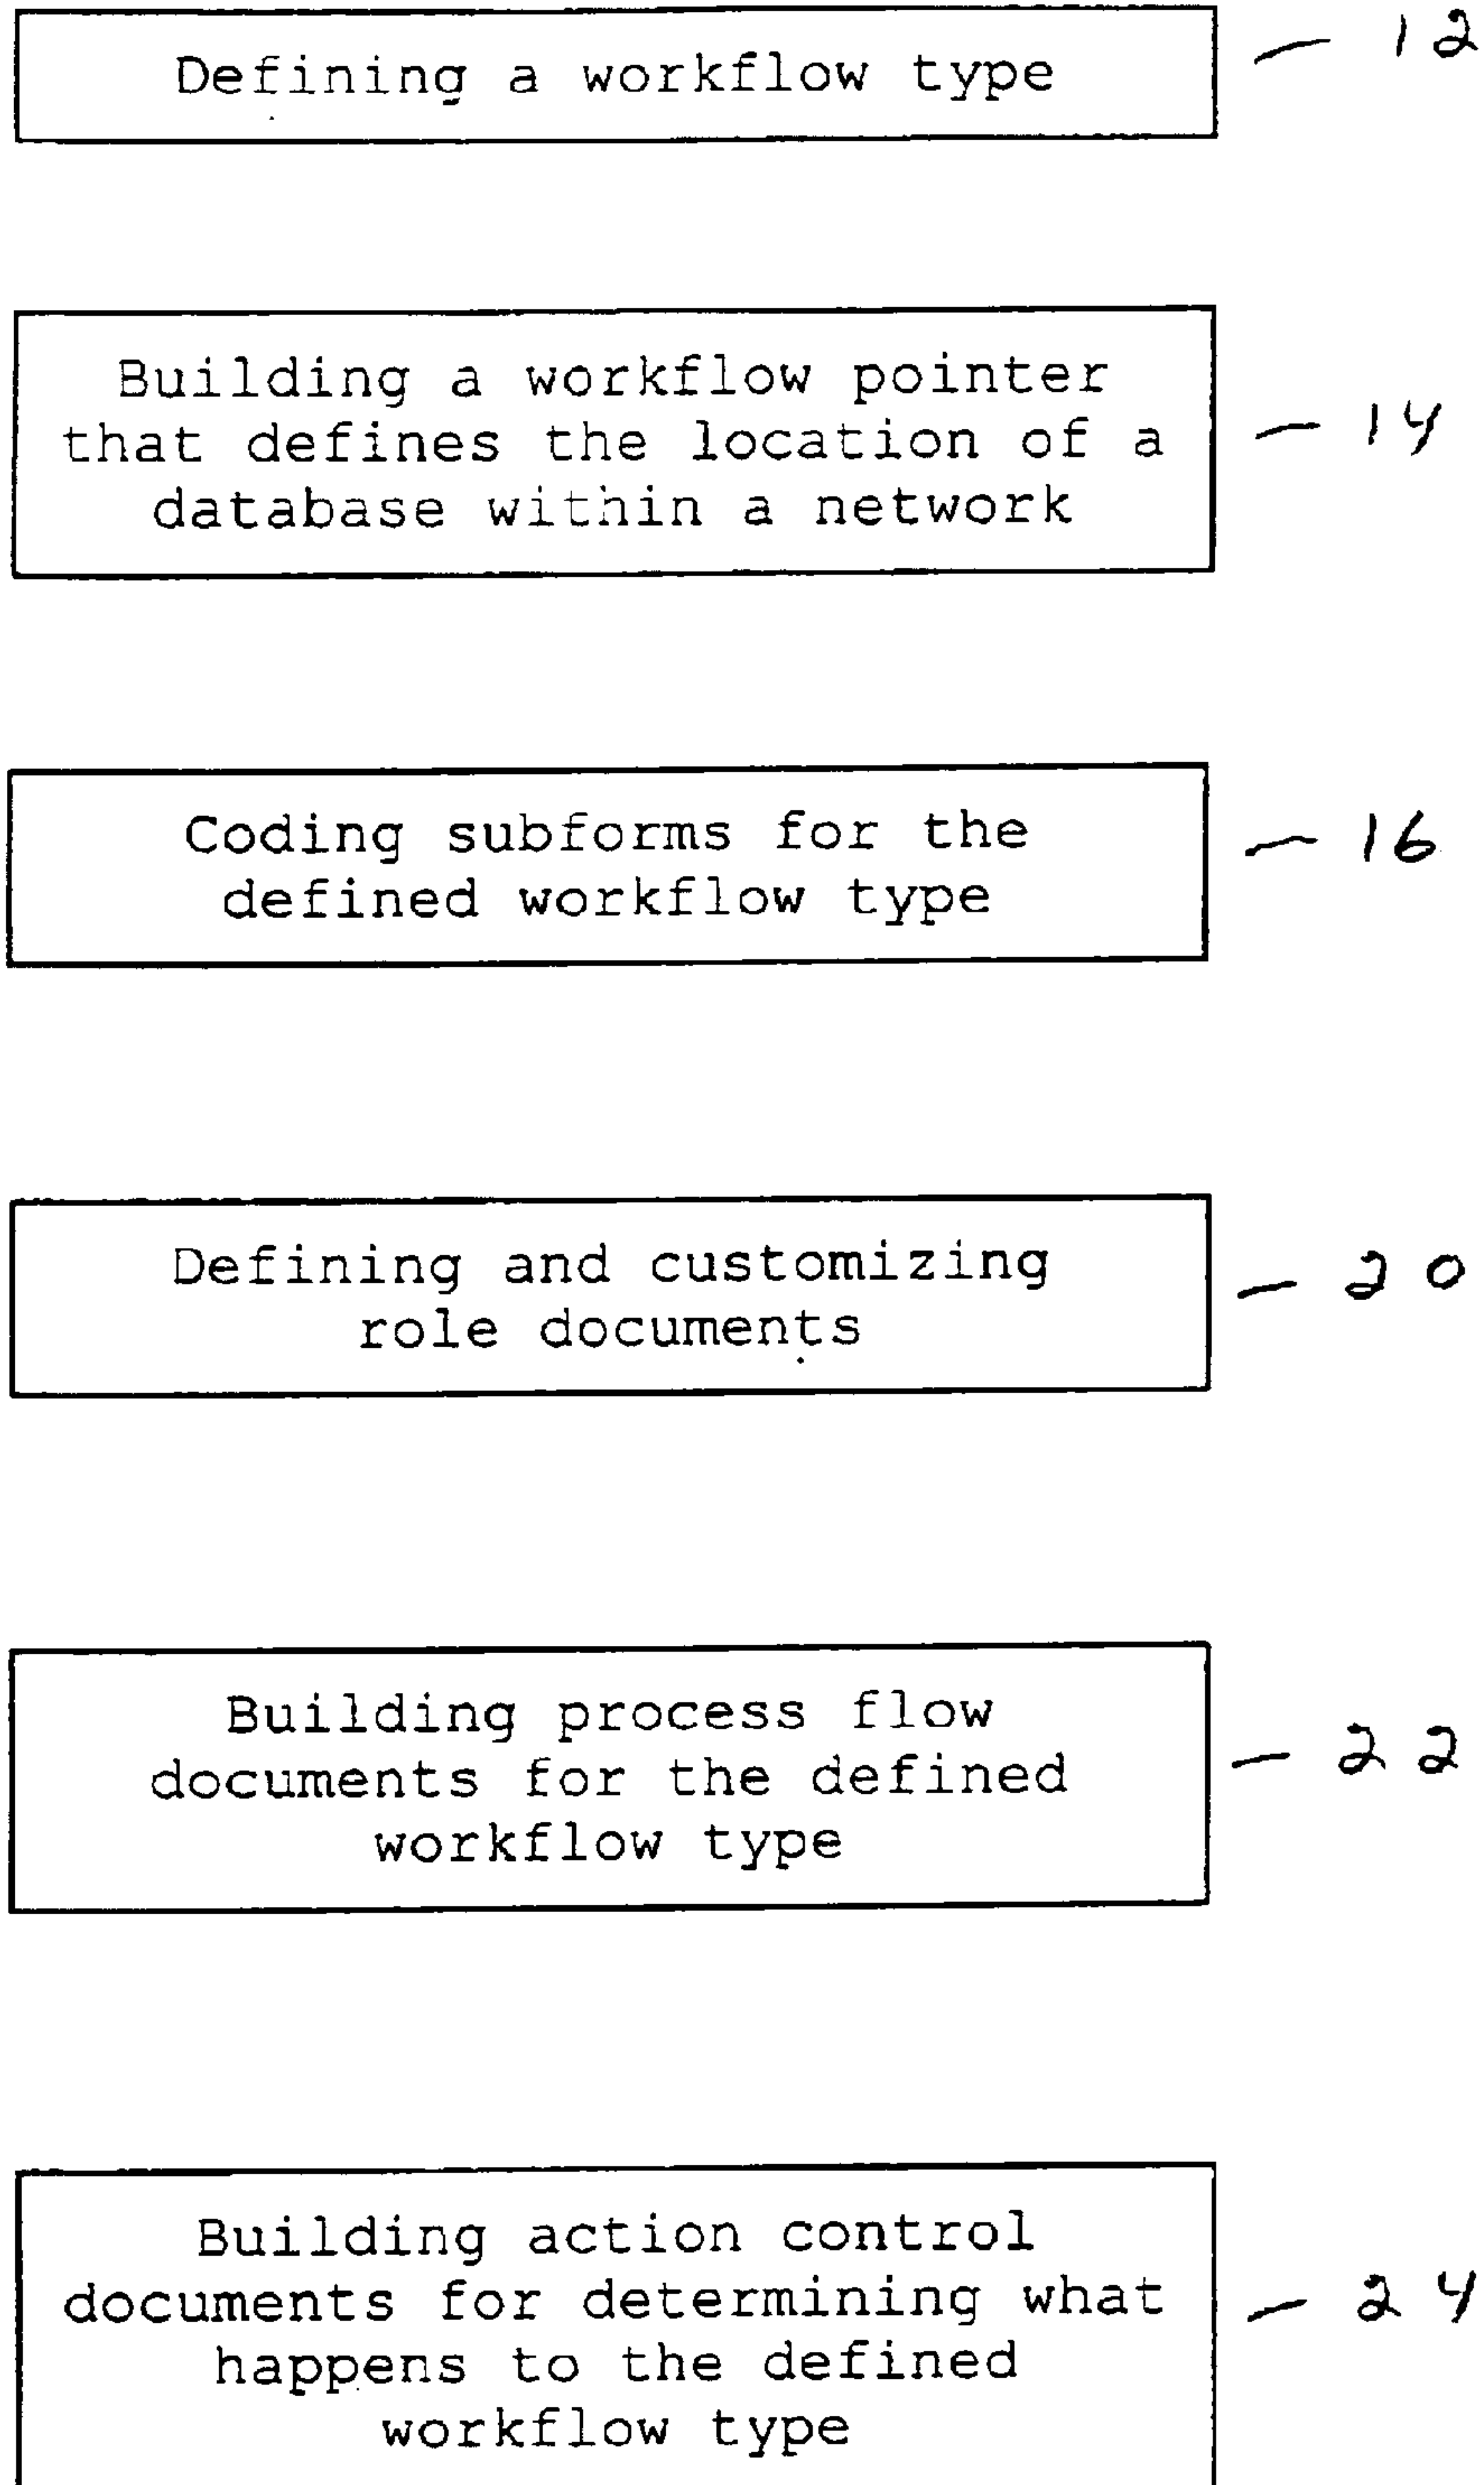 Defining a workflow type
12
Building a workflow pointer
that defines the location of a
database within a network
14
Coding subforms for the
defined workflow type
16
Defining and customizing
role documents
20
Building process flow
documents for the defined
workflow type
22
Building action control
documents for determining what
happens to the defined
workflow type
24